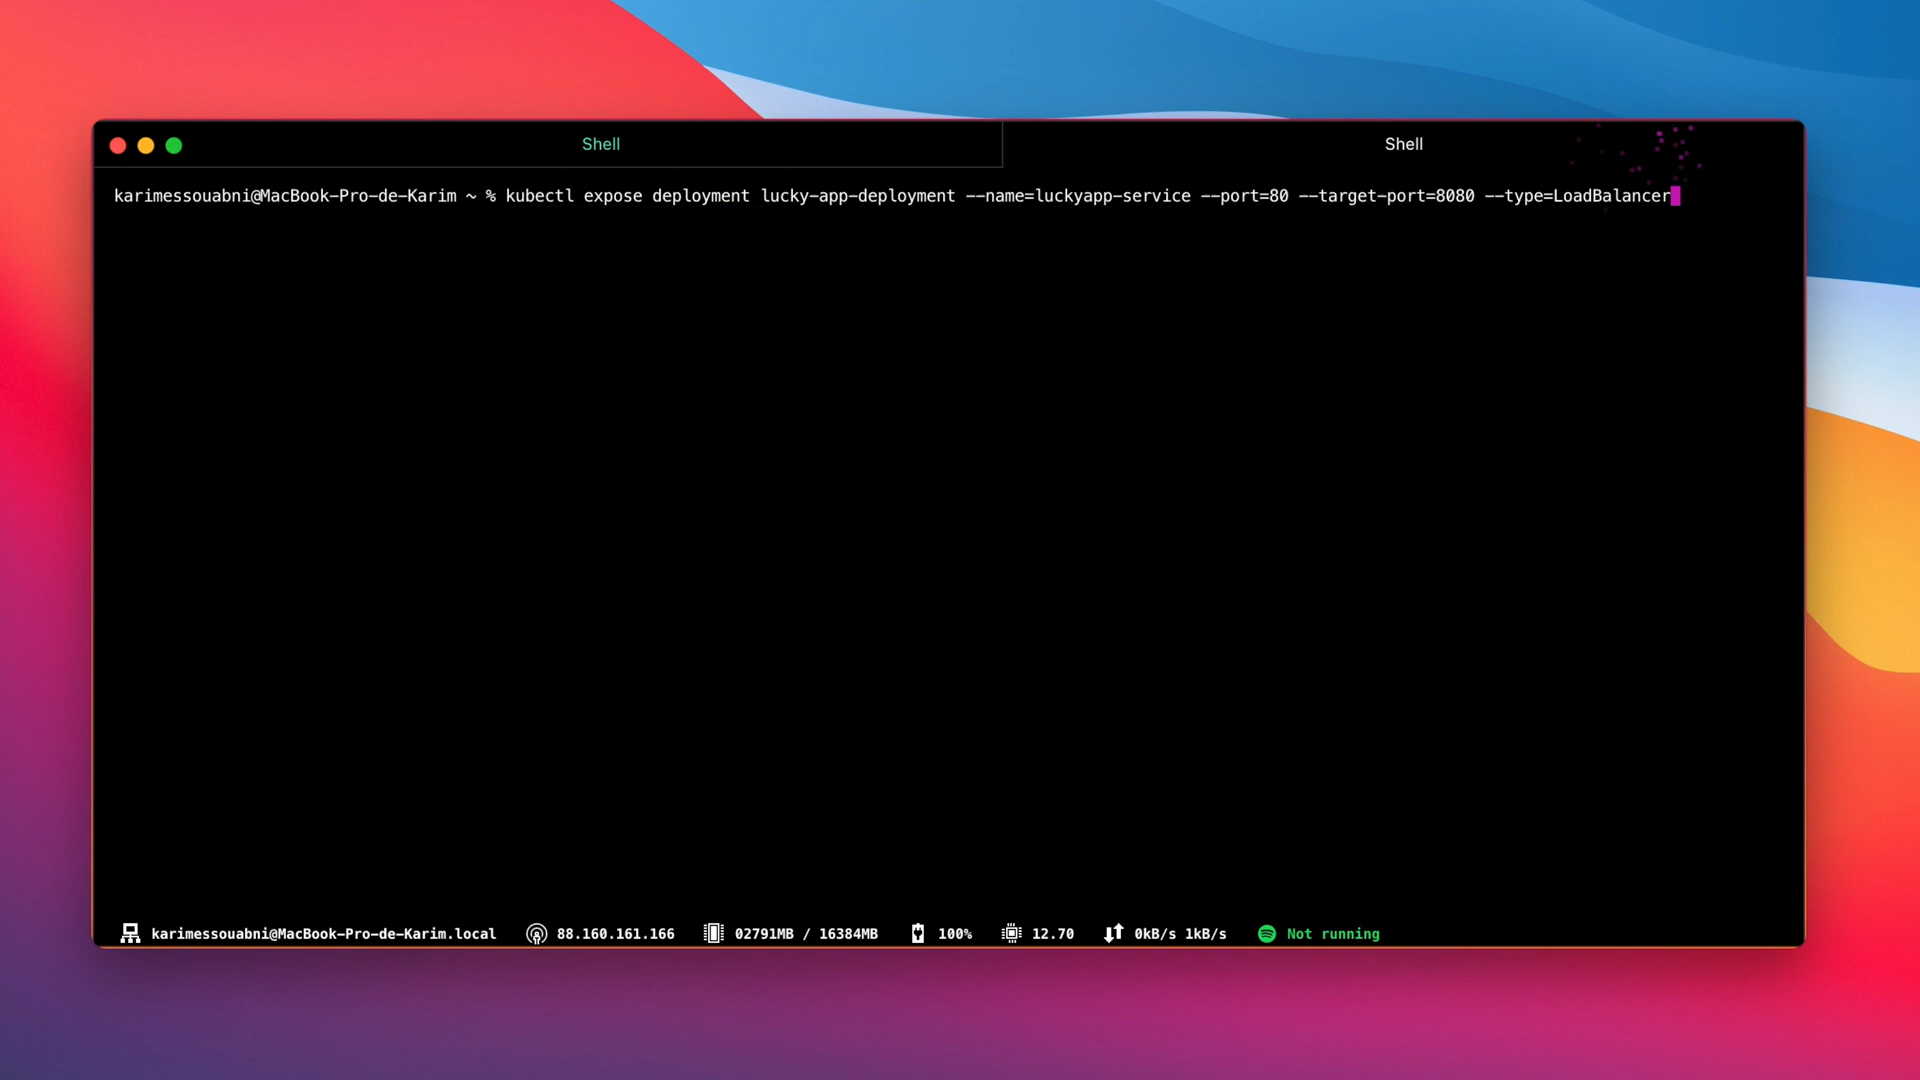 Shell
Shell
karimessouabni@MacBook-Pro-de-Karim ~ % kubectl expose deployment lucky-app-deployment --name=luckyapp-service --port=80 --target-port=8080 --type=LoadBalancer
karimessouabni@MacBook-Pro-de-Karim.local 88.160.161.166 02791MB / 16384MB 100% 12.70 0kB/s 1kB/s Not running